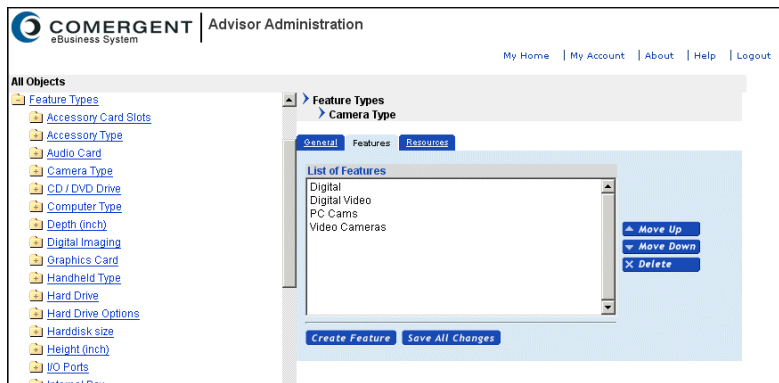 COMERGENT
eBusiness System
Advisor Administration
My Home | My Account | About | Help | Logout
All Objects
Feature Types
Accessory Card Slots
Accessory Type
Audio Card
Camera Type
CD / DVD Drive
Computer Type
Depth (inch)
Digital Imaging
Graphics Card
Handheld Type
Hard Drive
Hard Drive Options
Harddisk size
Height (inch)
I/O Ports
Feature Types
Camera Type
General Features Resources
List of Features
Digital
Digital Video
PC Cams
Video Cameras
Move Up
Move Down
Delete
Create Feature Save All Changes